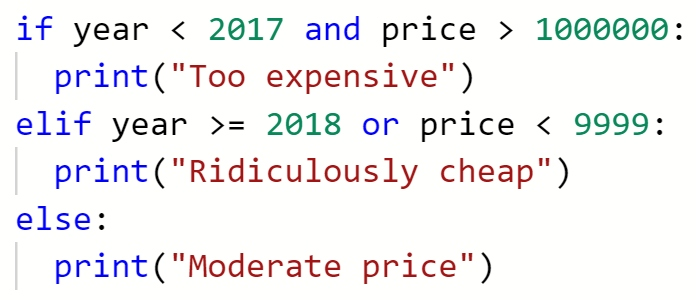 if year < 2017 and price > 1000000:
  print("Too expensive")
elif year >= 2018 or price < 9999:
  print("Ridiculously cheap")
else:
  print("Moderate price")